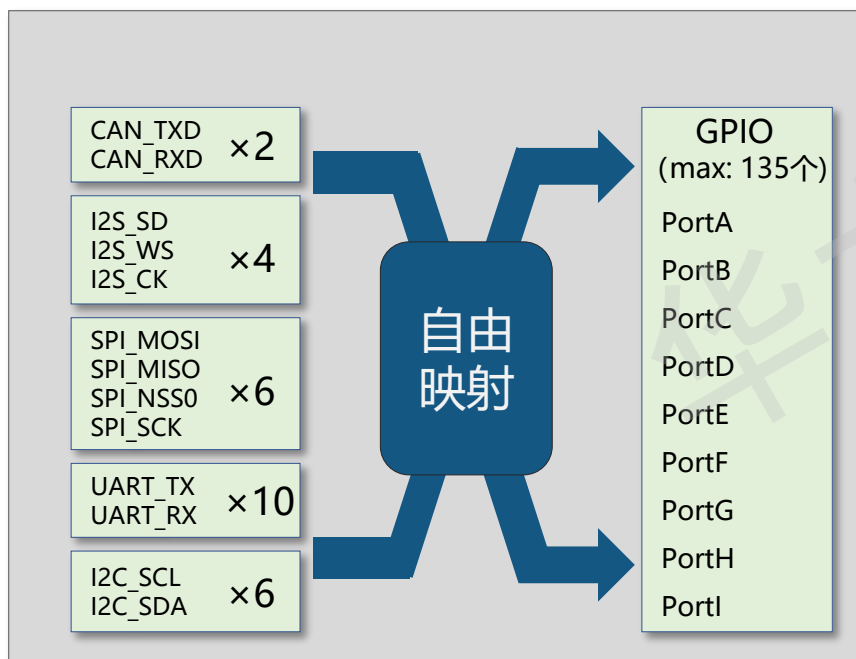 CAN_TXD
CAN_RXD
×2
I2S_SD
I2S_WS
I2S_CK
×4
SPI_MOSI
SPI_MISO
SPI_NSS0
SPI_SCK
×6
UART_TX
UART_RX
×10
I2C_SCL
I2C_SDA
×6
自由
映射
GPIO
(max: 135个)
PortA
PortB
PortC
PortD
PortE
PortF
PortG
PortH
PortI
华